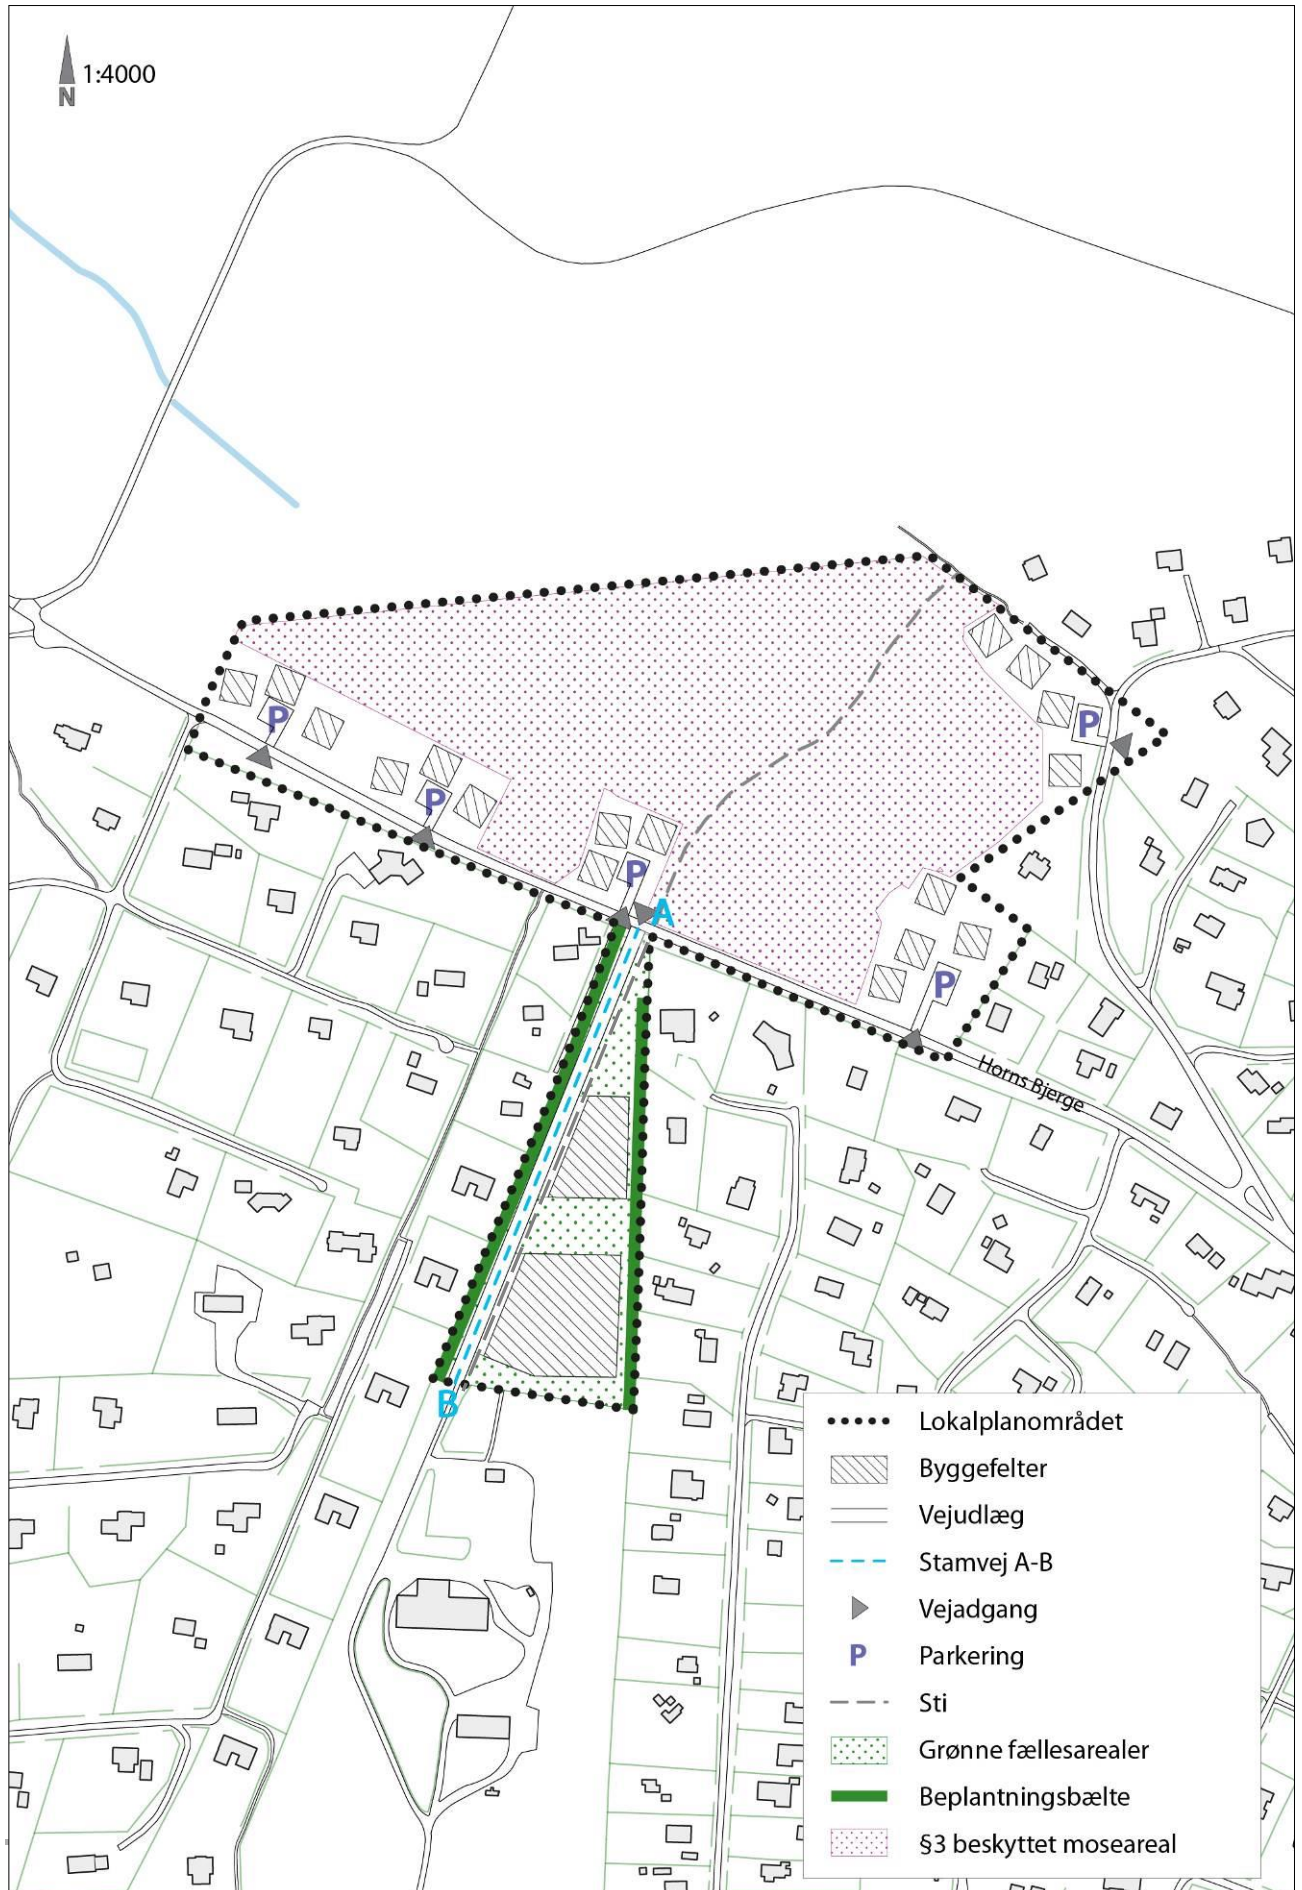 1:4000
N
P
P
P
P
A
P
Horns Bjerge
B
Lokalplanområdet
Byggefelter
Vejudlæg
Stamvej A-B
Vejadgang
P Parkering
Sti
Grønne fællesarealer
Beplantningsbælte
§3 beskyttet moseareal